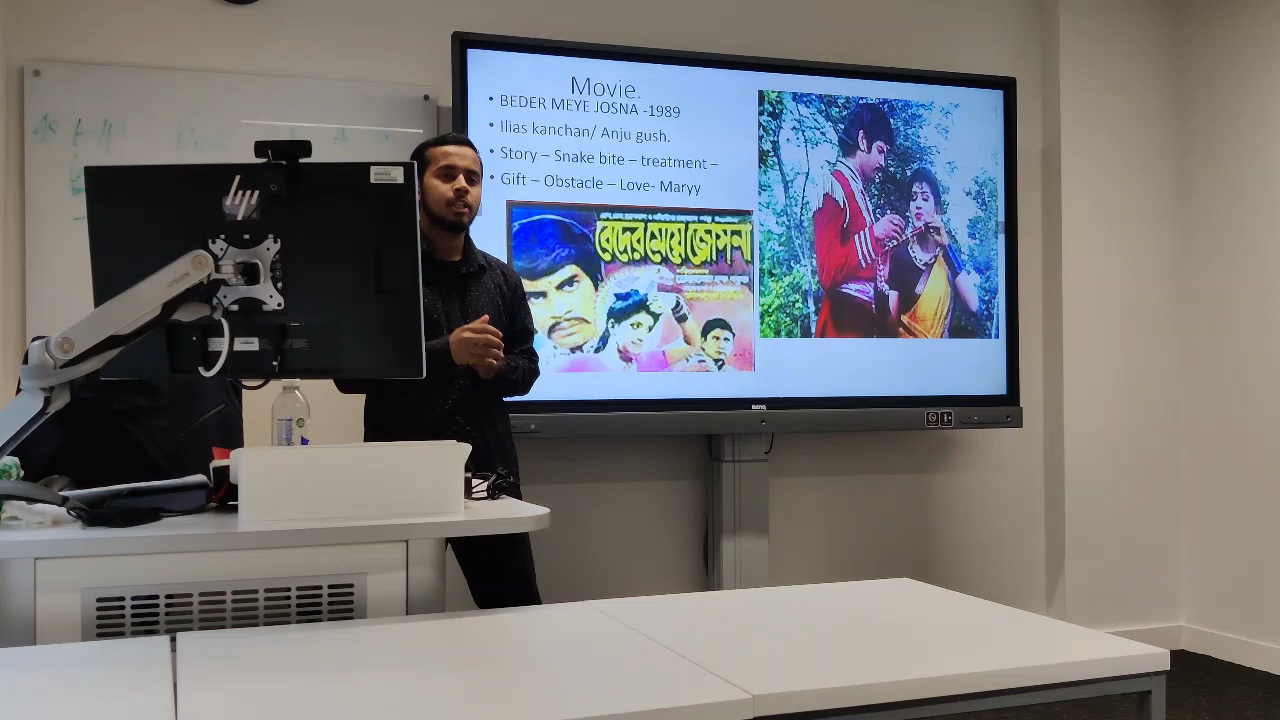 Movie.
• BEDER MEYE JOSNA -1989
• Ilias kanchan/ Anju gush.
• Story – Snake bite – treatment –
• Gift – Obstacle – Love- Maryy
বেদের মেয়ে জোসনা
hp
BenQ